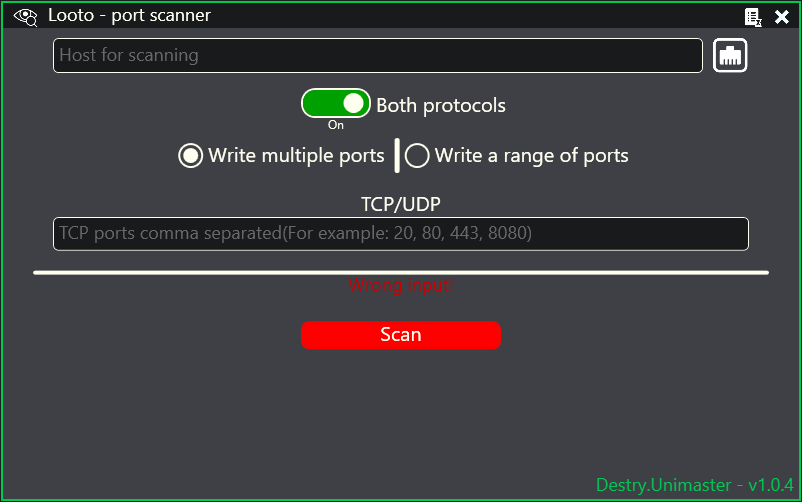 Looto - port scanner
Host for scanning
Both protocols
On
Write multiple ports
Write a range of ports
TCP/UDP
TCP ports comma separated(For example: 20, 80, 443, 8080)
Wrong input!
Scan
Destry.Unimaster - v1.0.4